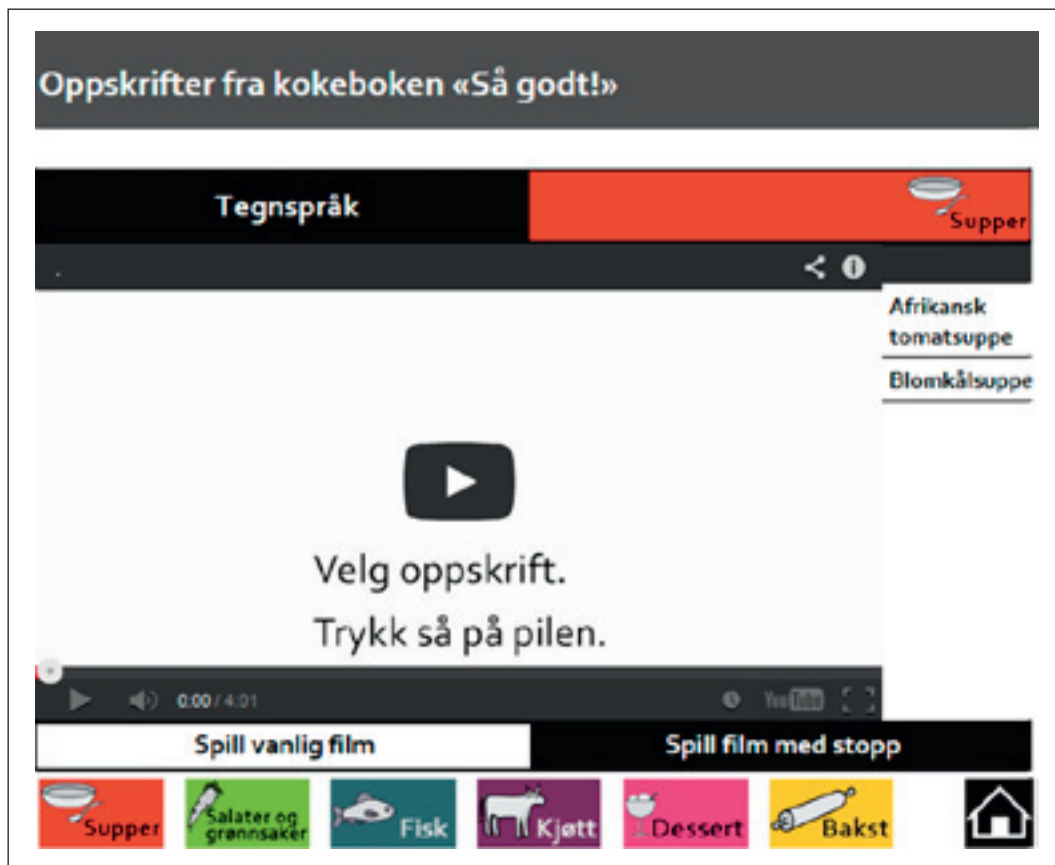 Oppskrifter fra kokeboken «Så godt!»
Tegnspråk
Supper
Afrikansk
tomatsuppe
Blomkålsuppe
Velg oppskrift.
Trykk så på pilen.
0:00 / 4:01
YouTube
Spill vanlig film
Spill film med stopp
Supper
Salater og
grønnsaker
Fisk
Kjøtt
Dessert
Bakst